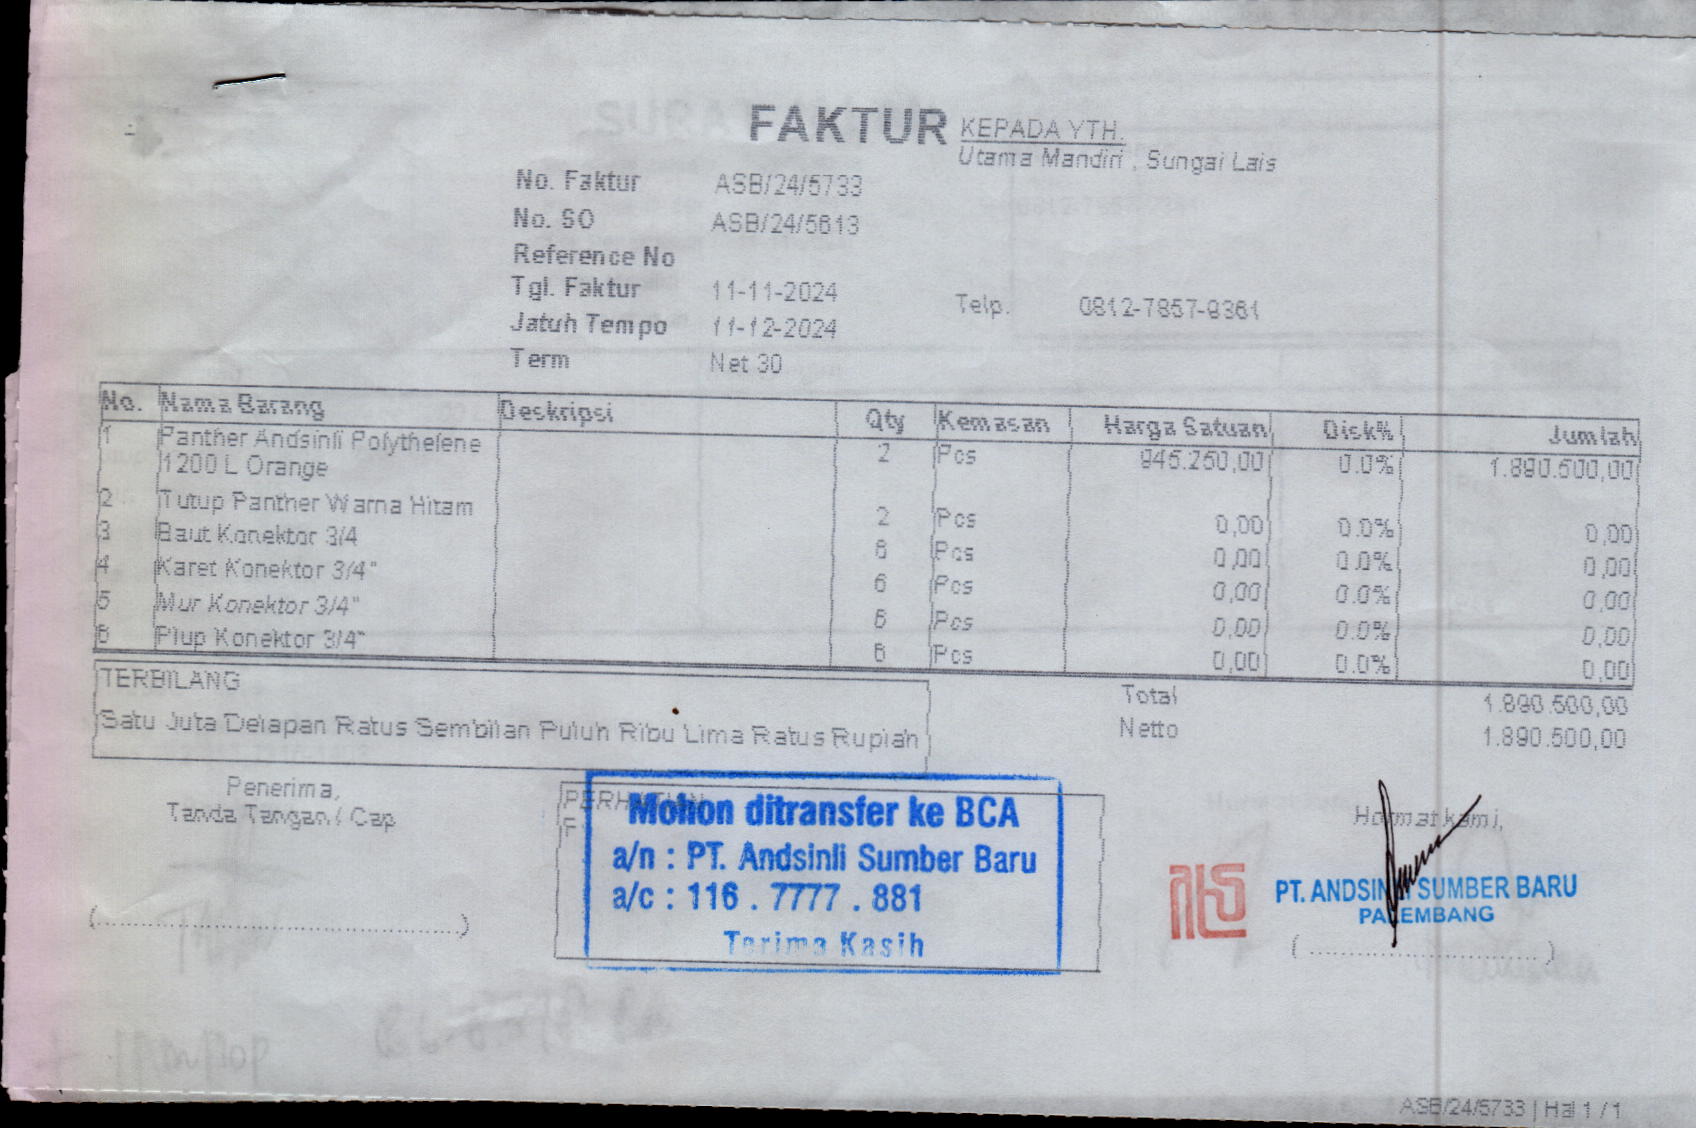 FAKTUR
KEPADA YTH.
Utama Mandiri , Sungai Lais
No. Faktur ASB/24/5733
No. SO ASB/24/5613
Reference No
Tgl. Faktur 11-11-2024
Telp. 0812-7857-9361
Jatuh Tempo 11-12-2024
Term Net 30
No. Nama Barang Deskripsi Qty Kemasan Harga Satuan Disk% Jumlah
1 Panther Andsinli Polythelene 2 Pcs 945.250,00 0.0% 1.890.500,00
1200 L Orange
2 Tutup Panther Warna Hitam 2 Pcs 0,00 0.0% 0,00
3 Baut Konektor 3/4 6 Pcs 0,00 0.0% 0,00
4 Karet Konektor 3/4" 6 Pcs 0,00 0.0% 0,00
5 Mur Konektor 3/4" 6 Pcs 0,00 0.0% 0,00
6 Plup Konektor 3/4" 6 Pcs 0,00 0.0% 0,00
TERBILANG
Satu Juta Delapan Ratus Sembilan Puluh Ribu Lima Ratus Rupiah
Total 1.890.500,00
Netto 1.890.500,00
Penerima,
Tanda Tangan / Cap
Mohon ditransfer ke BCA
a/n : PT. Andsinli Sumber Baru
a/c : 116 . 7777 . 881
Terima Kasih
Hormat kami,
PT. ANDSINLI SUMBER BARU
PALEMBANG
ASB/24/5733 | Hal 1 / 1